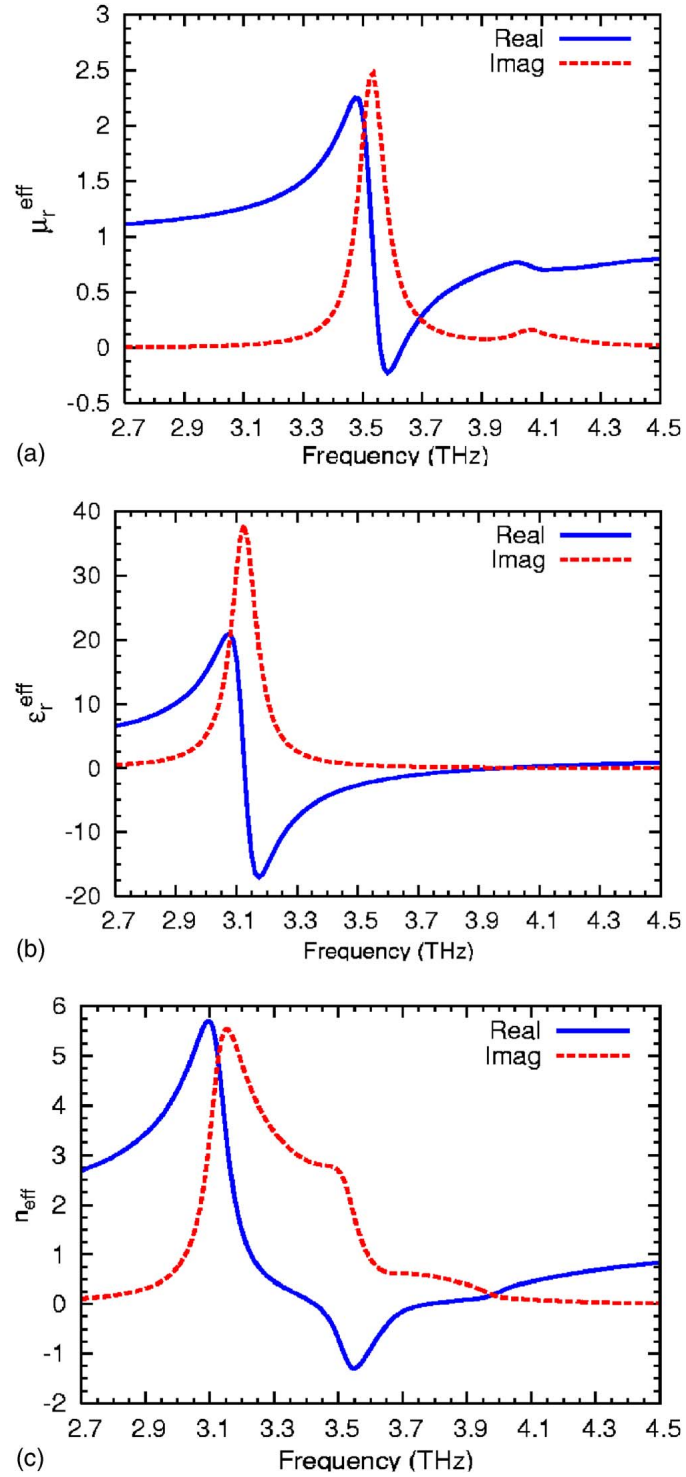 3
2.5
2
1.5
1
0.5
0
-0.5
μ_r^eff
Real
Imag
2.7 2.9 3.1 3.3 3.5 3.7 3.9 4.1 4.3 4.5
Frequency (THz)
(a)
40
30
20
10
0
-10
-20
ε_r^eff
Real
Imag
2.7 2.9 3.1 3.3 3.5 3.7 3.9 4.1 4.3 4.5
Frequency (THz)
(b)
6
5
4
3
2
1
0
-1
-2
n_eff
Real
Imag
2.7 2.9 3.1 3.3 3.5 3.7 3.9 4.1 4.3 4.5
Frequency (THz)
(c)